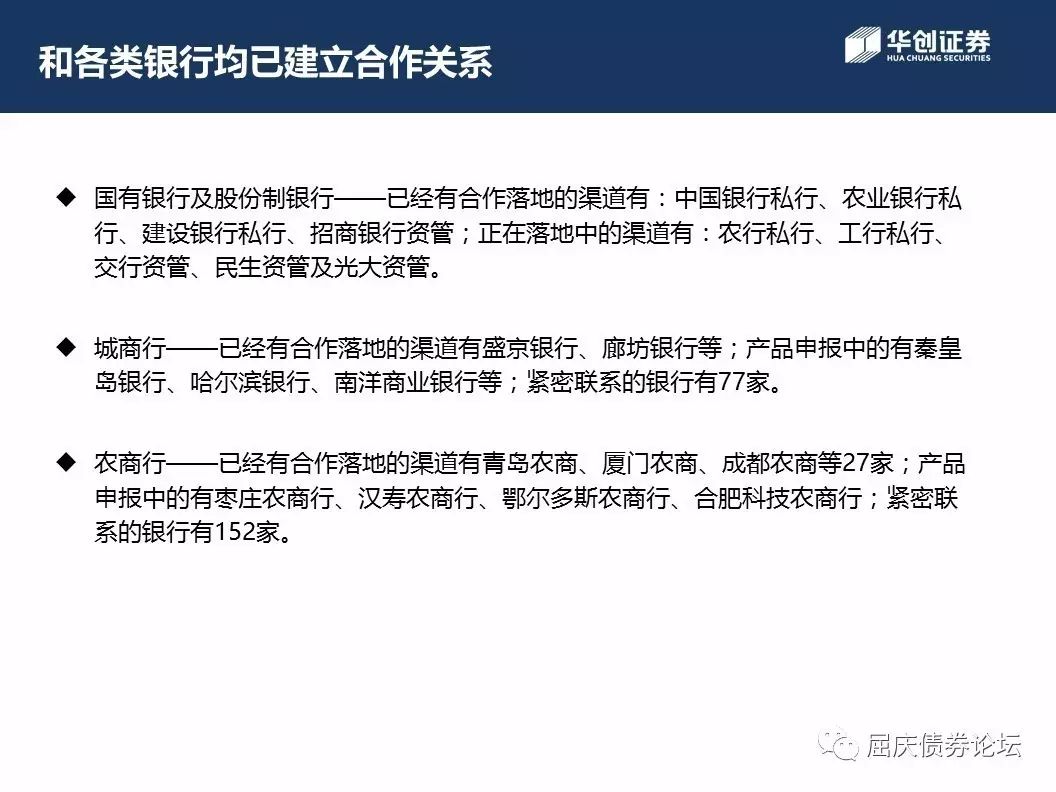 和各类银行均已建立合作关系
华创证券
HUA CHUANG SECURITIES
◆ 国有银行及股份制银行——已经有合作落地的渠道有：中国银行私行、农业银行私
行、建设银行私行、招商银行资管；正在落地中的渠道有：农行私行、工行私行、
交行资管、民生资管及光大资管。
◆ 城商行——已经有合作落地的渠道有盛京银行、廊坊银行等；产品申报中的有秦皇
岛银行、哈尔滨银行、南洋商业银行等；紧密联系的银行有77家。
◆ 农商行——已经有合作落地的渠道有青岛农商、厦门农商、成都农商等27家；产品
申报中的有枣庄农商行、汉寿农商行、鄂尔多斯农商行、合肥科技农商行；紧密联
系的银行有152家。
屈庆债券论坛